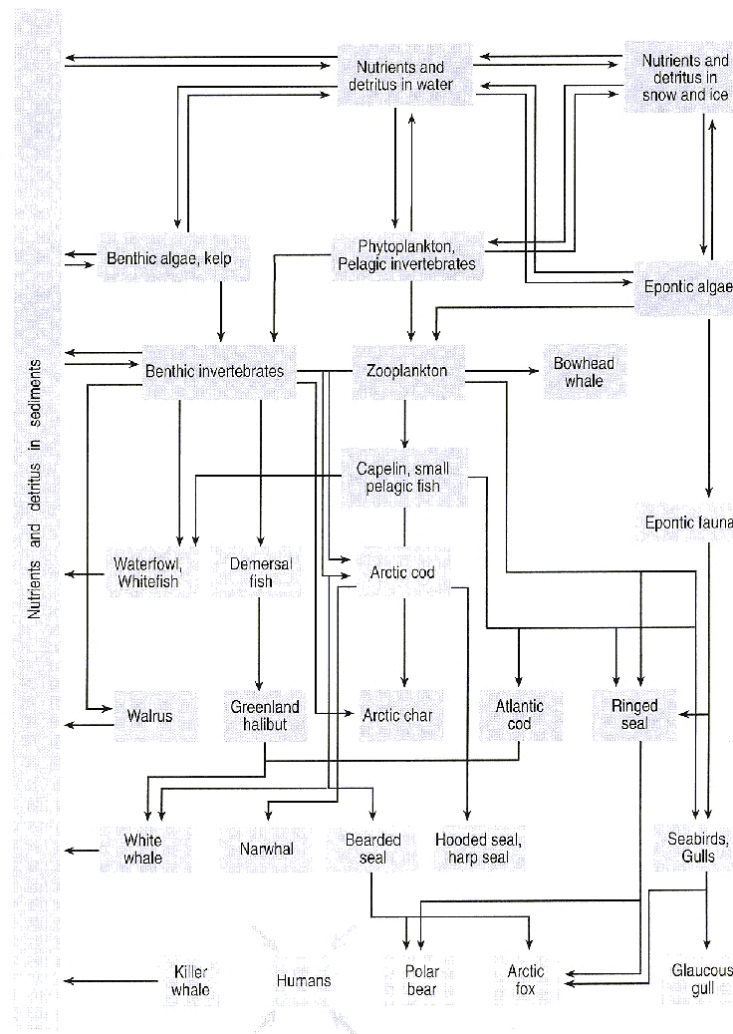 Nutrients and
detritus in water
Nutrients and
detritus in
snow and ice
Benthic algae, kelp
Phytoplankton,
Pelagic invertebrates
Epontic algae
Nutrients and detritus in sediments
Benthic invertebrates
Zooplankton
Bowhead
whale
Capelin, small
pelagic fish
Epontic fauna
Waterfowl,
Whitefish
Demersal
fish
Arctic cod
Walrus
Greenland
halibut
Arctic char
Atlantic
cod
Ringed
seal
White
whale
Narwhal
Bearded
seal
Hooded seal,
harp seal
Seabirds,
Gulls
Killer
whale
Humans
Polar
bear
Arctic
fox
Glaucous
gull